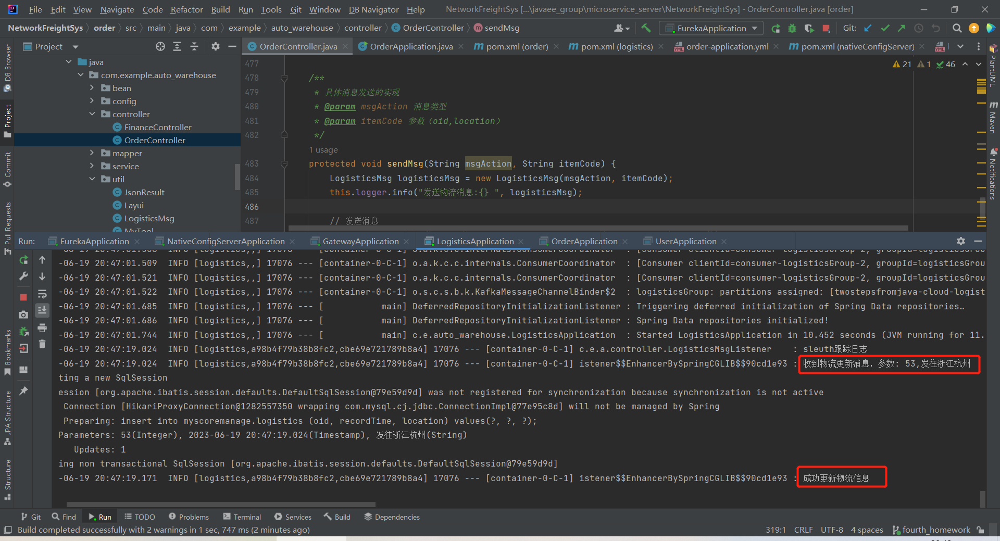 File Edit View Navigate Code Refactor Build Run Tools Git Window DB Navigator Help NetworkFreightSys [...\javaee_group\microservice_server\NetworkFreightSys] - OrderController.java [order]
NetworkFreightSys order src main java com example auto_warehouse controller OrderController sendMsg EurekaApplication Git:
Project OrderController.java OrderApplication.java pom.xml (order) pom.xml (logistics) order-application.yml pom.xml (nativeConfigServer)
DB Browser
Project
Commit
Pull Requests
Bookmarks
JPA Structure
Structure
java
com.example.auto_warehouse
bean
config
controller
FinanceController
OrderController
mapper
service
util
JsonResult
Layui
LogisticsMsg
MyTool
21 1 46
477
478 /**
479 * 具体消息发送的实现
480 * @param msgAction 消息类型
481 * @param itemCode 参数（oid,location）
482 */
1 usage
483 protected void sendMsg(String msgAction, String itemCode) {
484 LogisticsMsg logisticsMsg = new LogisticsMsg(msgAction, itemCode);
485 this.logger.info("发送物流消息:{} ", logisticsMsg);
486
487 // 发送消息
PlantUML
Maven
Notifications
Run: EurekaApplication NativeConfigServerApplication GatewayApplication LogisticsApplication OrderApplication UserApplication
-06-19 20:47:01.509 INFO [logistics,,] 17076 --- [container-0-C-1] o.a.k.c.c.internals.ConsumerCoordinator : [Consumer clientId=consumer-logisticsGroup-2, groupId=logisticsGrou
-06-19 20:47:01.521 INFO [logistics,,] 17076 --- [container-0-C-1] o.a.k.c.c.internals.ConsumerCoordinator : [Consumer clientId=consumer-logisticsGroup-2, groupId=logisticsGrou
-06-19 20:47:01.522 INFO [logistics,,] 17076 --- [container-0-C-1] o.s.c.s.b.k.KafkaMessageChannelBinder$2 : logisticsGroup: partitions assigned: [twostepsfromjava-cloud-logist
-06-19 20:47:01.685 INFO [logistics,,] 17076 --- [ main] DeferredRepositoryInitializationListener : Triggering deferred initialization of Spring Data repositories…
-06-19 20:47:01.686 INFO [logistics,,] 17076 --- [ main] DeferredRepositoryInitializationListener : Spring Data repositories initialized!
-06-19 20:47:01.744 INFO [logistics,,] 17076 --- [ main] c.e.auto_warehouse.LogisticsApplication : Started LogisticsApplication in 10.452 seconds (JVM running for 11.
-06-19 20:47:19.024 INFO [logistics,a98b4f79b38b8fc2,cbe69e721789b8a4] 17076 --- [container-0-C-1] c.e.a.controller.LogisticsMsgListener : sleuth跟踪日志
-06-19 20:47:19.024 INFO [logistics,a98b4f79b38b8fc2,cbe69e721789b8a4] 17076 --- [container-0-C-1] istener$$EnhancerBySpringCGLIB$$90cd1e93 : 收到物流更新消息，参数: 53,发往浙江杭州
ting a new SqlSession
ession [org.apache.ibatis.session.defaults.DefaultSqlSession@79e59d9d] was not registered for synchronization because synchronization is not active
Connection [HikariProxyConnection@1282557350 wrapping com.mysql.cj.jdbc.ConnectionImpl@77e95c8d] will not be managed by Spring
Preparing: insert into myscoremanage.logistics (oid, recordTime, location) values(?, ?, ?);
Parameters: 53(Integer), 2023-06-19 20:47:19.024(Timestamp), 发往浙江杭州(String)
Updates: 1
ing non transactional SqlSession [org.apache.ibatis.session.defaults.DefaultSqlSession@79e59d9d]
-06-19 20:47:19.171 INFO [logistics,a98b4f79b38b8fc2,cbe69e721789b8a4] 17076 --- [container-0-C-1] istener$$EnhancerBySpringCGLIB$$90cd1e93 : 成功更新物流信息
Git Find Run TODO Problems Terminal Services Build Dependencies
Build completed successfully with 2 warnings in 1 sec, 747 ms (2 minutes ago) 319:1 CRLF UTF-8 4 spaces fourth_homework